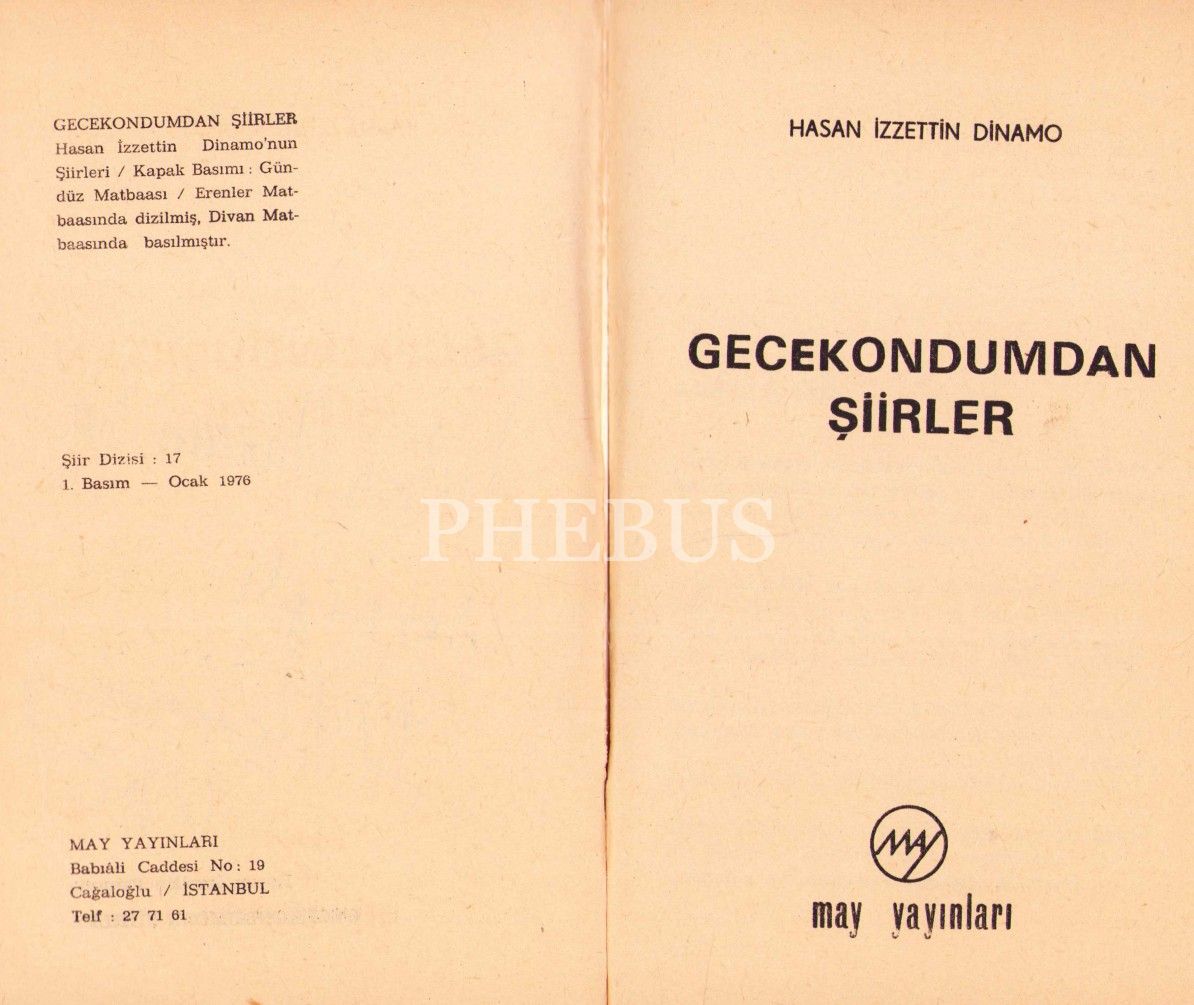 GECEKONDUMDAN ŞİİRLER
Hasan İzzettin Dinamo'nun
Şiirleri / Kapak Basımı : Gün-
düz Matbaası / Erenler Mat-
baasında dizilmiş, Divan Mat-
baasında basılmıştır.
Şiir Dizisi : 17
1. Basım — Ocak 1976
MAY YAYINLARI
Babıâli Caddesi No : 19
Cağaloğlu / İSTANBUL
Telf : 27 71 61
HASAN İZZETTİN DİNAMO
GECEKONDUMDAN
ŞİİRLER
MAY
may yayınları
PHEBUS